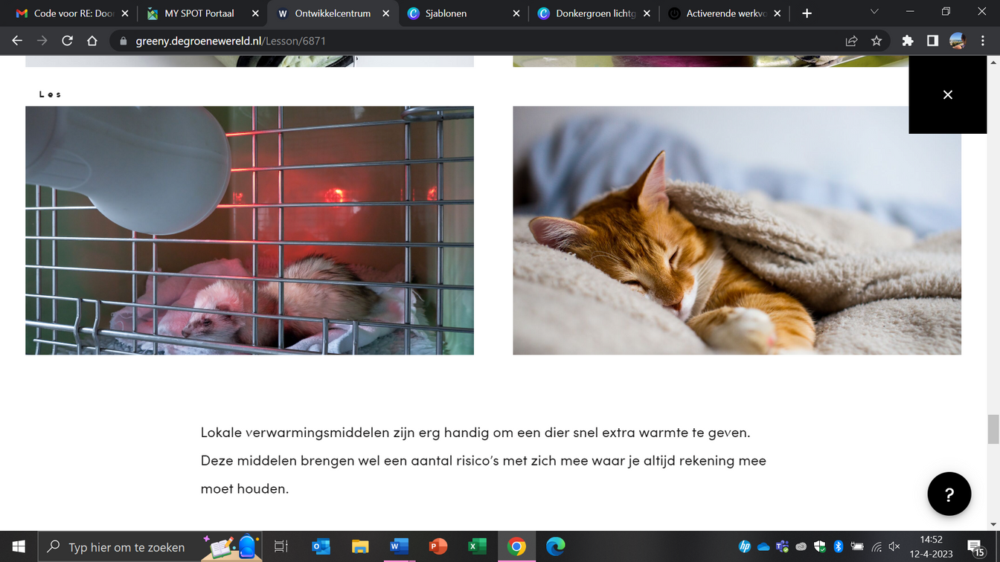 Code voor RE: Doo
MY SPOT Portaal
Ontwikkelcentrum
Sjablonen
Donkergroen lichtg
Activerende werkvo
greeny.degroenewereld.nl/Lesson/6871
Les
Lokale verwarmingsmiddelen zijn erg handig om een dier snel extra warmte te geven.
Deze middelen brengen wel een aantal risico's met zich mee waar je altijd rekening mee
moet houden.
?
Typ hier om te zoeken
14:52
12-4-2023
15